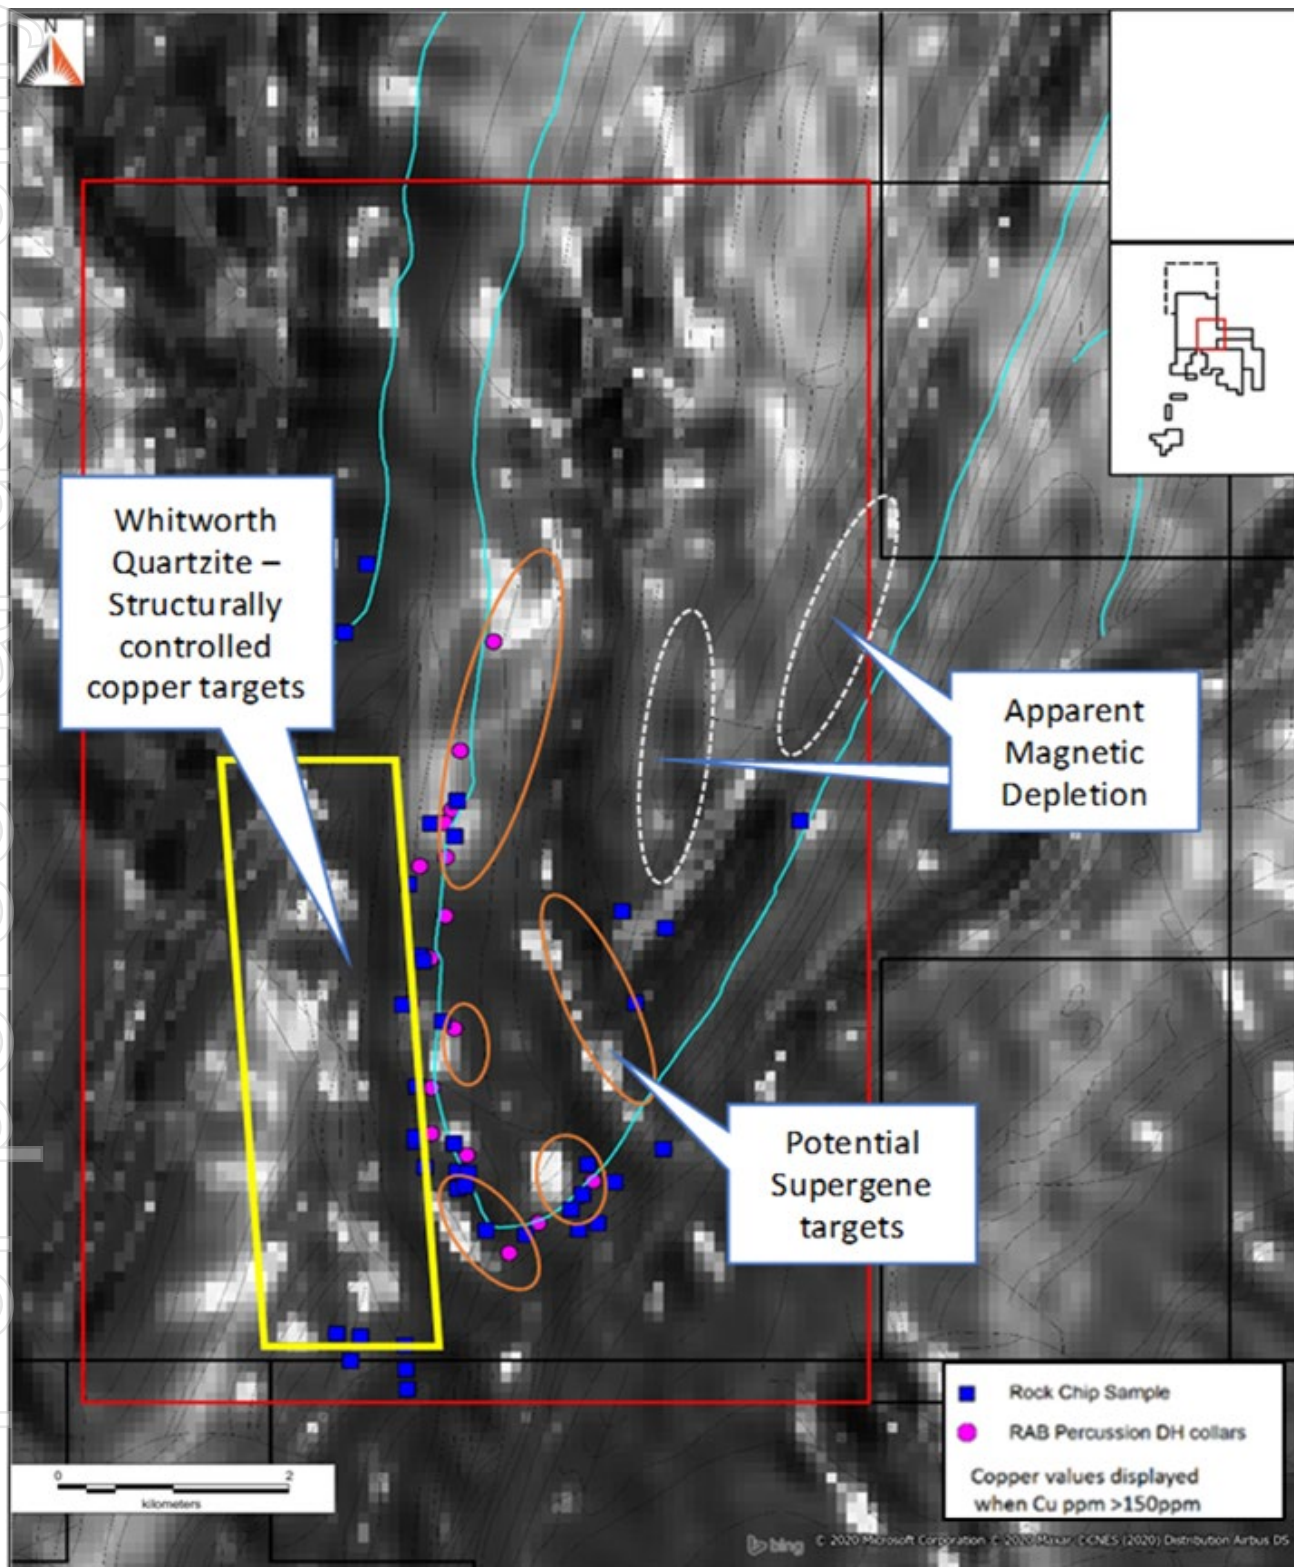 N
Whitworth
Quartzite –
Structurally
controlled
copper targets
Apparent
Magnetic
Depletion
Potential
Supergene
targets
Rock Chip Sample
RAB Percussion DH collars
Copper values displayed
when Cu ppm >150ppm
0 2
kilometers
bing © 2020 Microsoft Corporation © 2020 Maxar, ©CNES (2020) Distribution Airbus DS